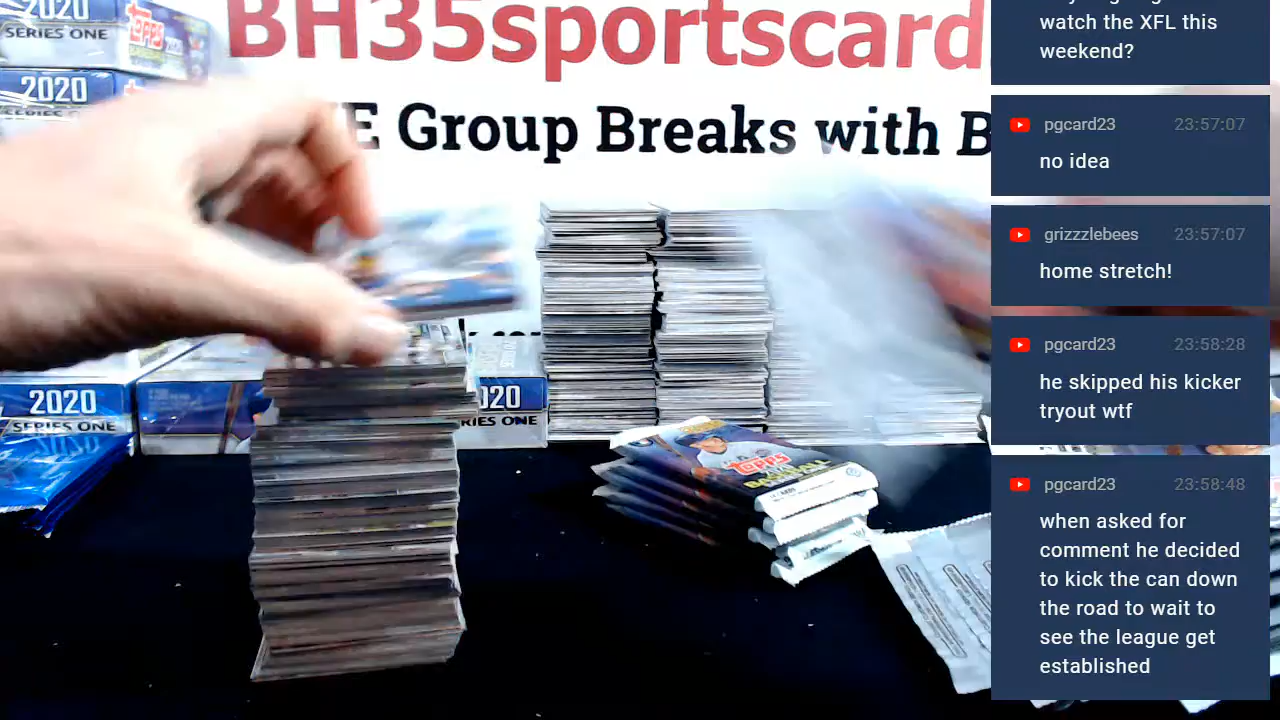 BH35sportscard
E Group Breaks with B
2020
SERIES ONE
TOPPS
2020
2020
SERIES ONE
020
RIES ONE
TOPPS
BASEBALL
watch the XFL this
weekend?
pgcard23 23:57:07
no idea
grizzzlebees 23:57:07
home stretch!
pgcard23 23:58:28
he skipped his kicker
tryout wtf
pgcard23 23:58:48
when asked for
comment he decided
to kick the can down
the road to wait to
see the league get
established